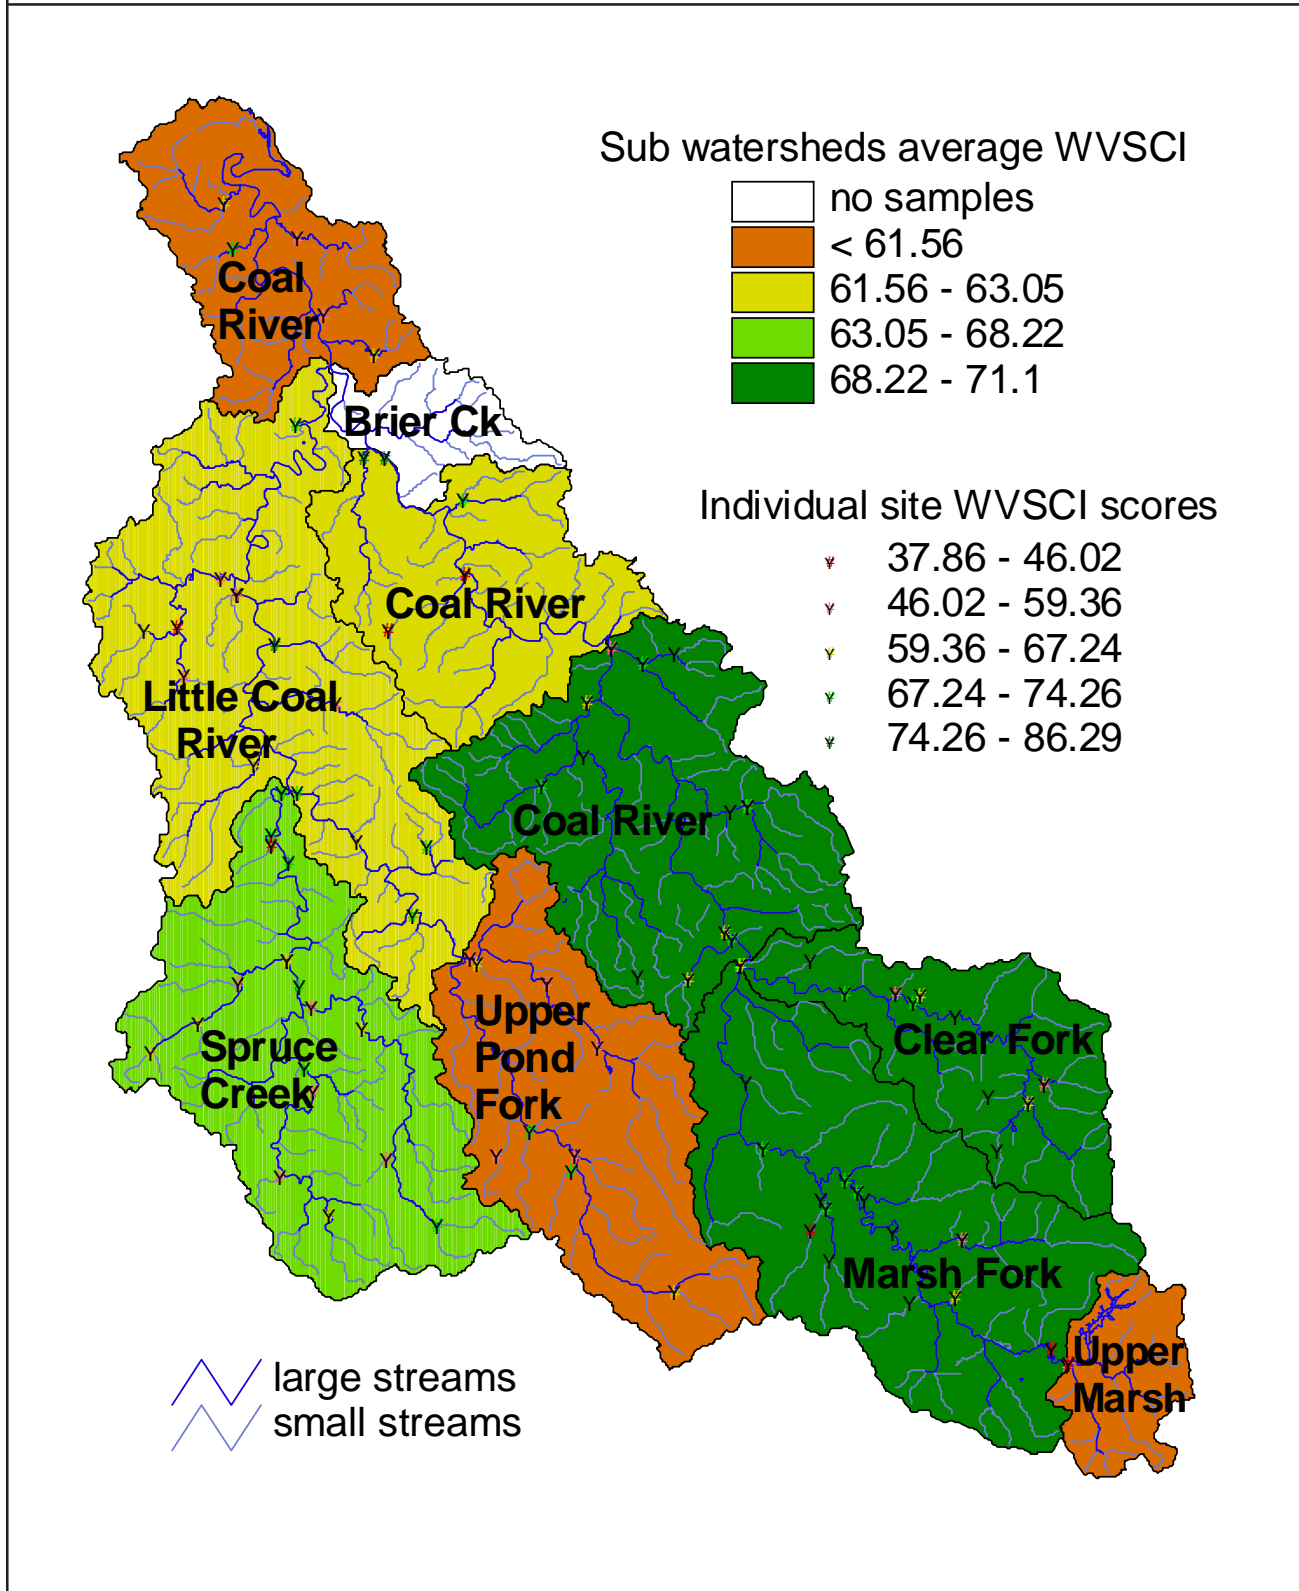 Sub watersheds average WVSCI
no samples
< 61.56
61.56 - 63.05
63.05 - 68.22
68.22 - 71.1
Individual site WVSCI scores
37.86 - 46.02
46.02 - 59.36
59.36 - 67.24
67.24 - 74.26
74.26 - 86.29
Coal
River
Brier Ck
Coal River
Little Coal
River
Coal River
Upper
Pond
Fork
Spruce
Creek
Clear Fork
Marsh Fork
Upper
Marsh
large streams
small streams